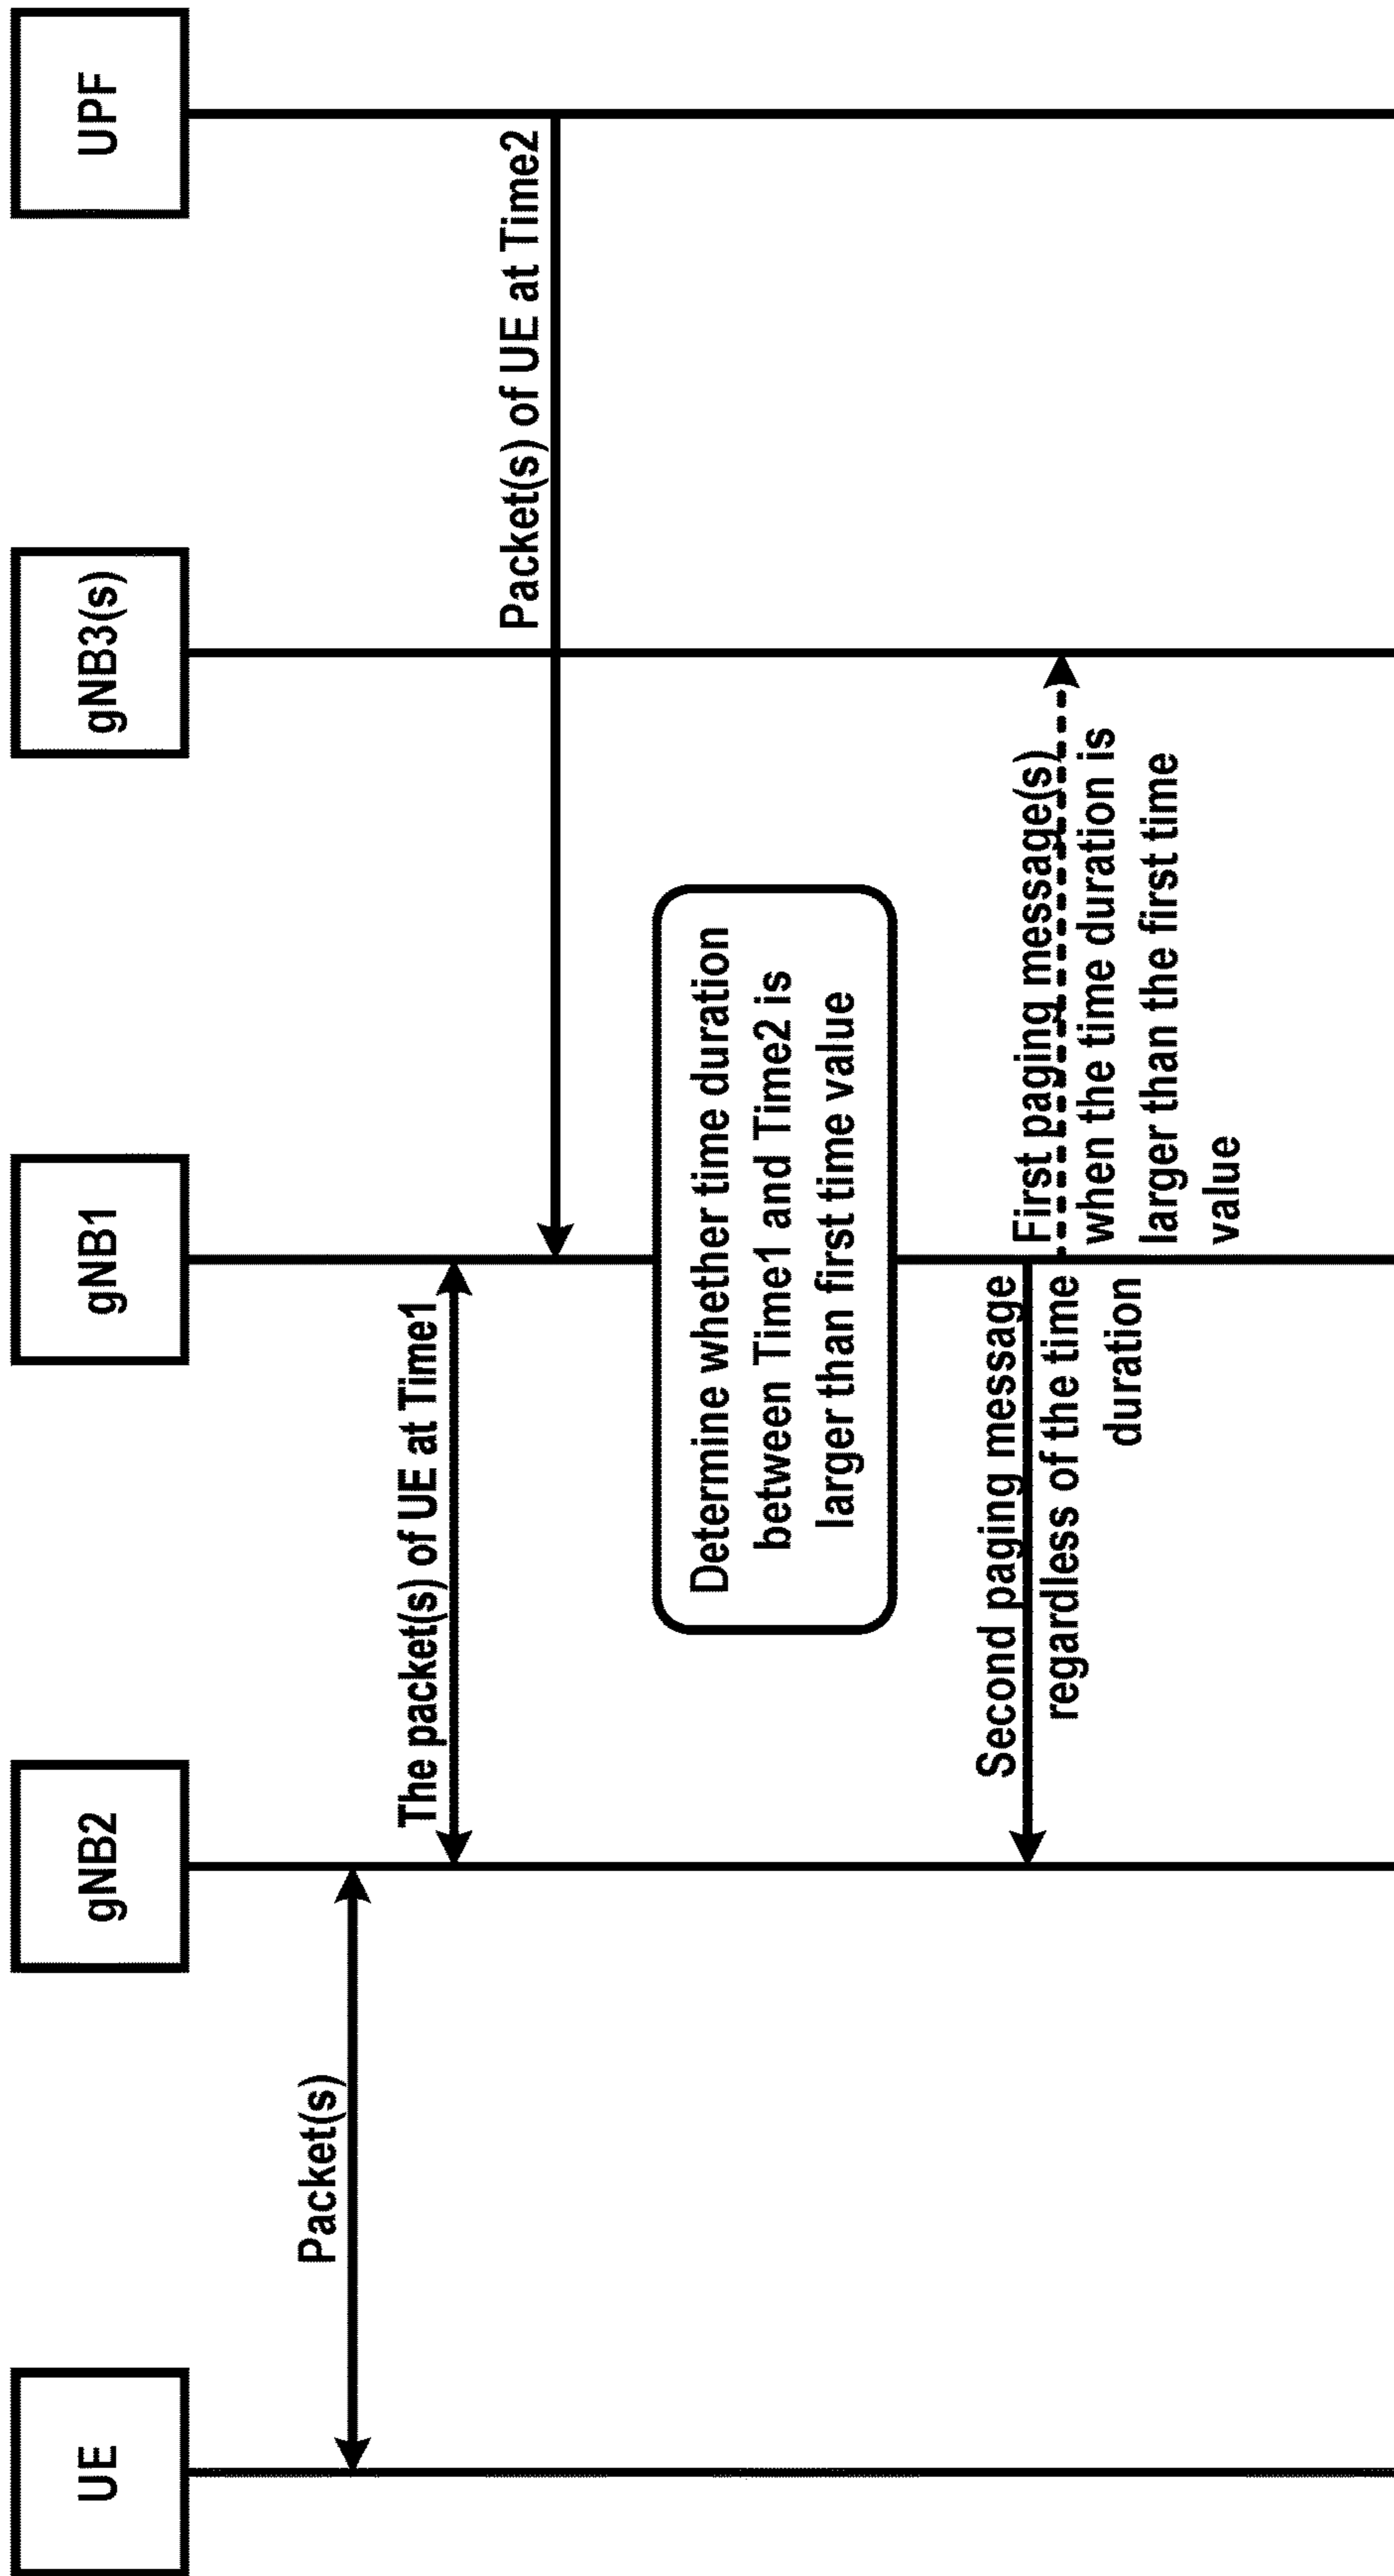 UE
gNB2
gNB1
gNB3(s)
UPF
Packet(s)
The packet(s) of UE at Time1
Packet(s) of UE at Time2
Determine whether time duration
between Time1 and Time2 is
larger than first time value
Second paging message
regardless of the time
duration
First paging message(s)
when the time duration is
larger than the first time
value